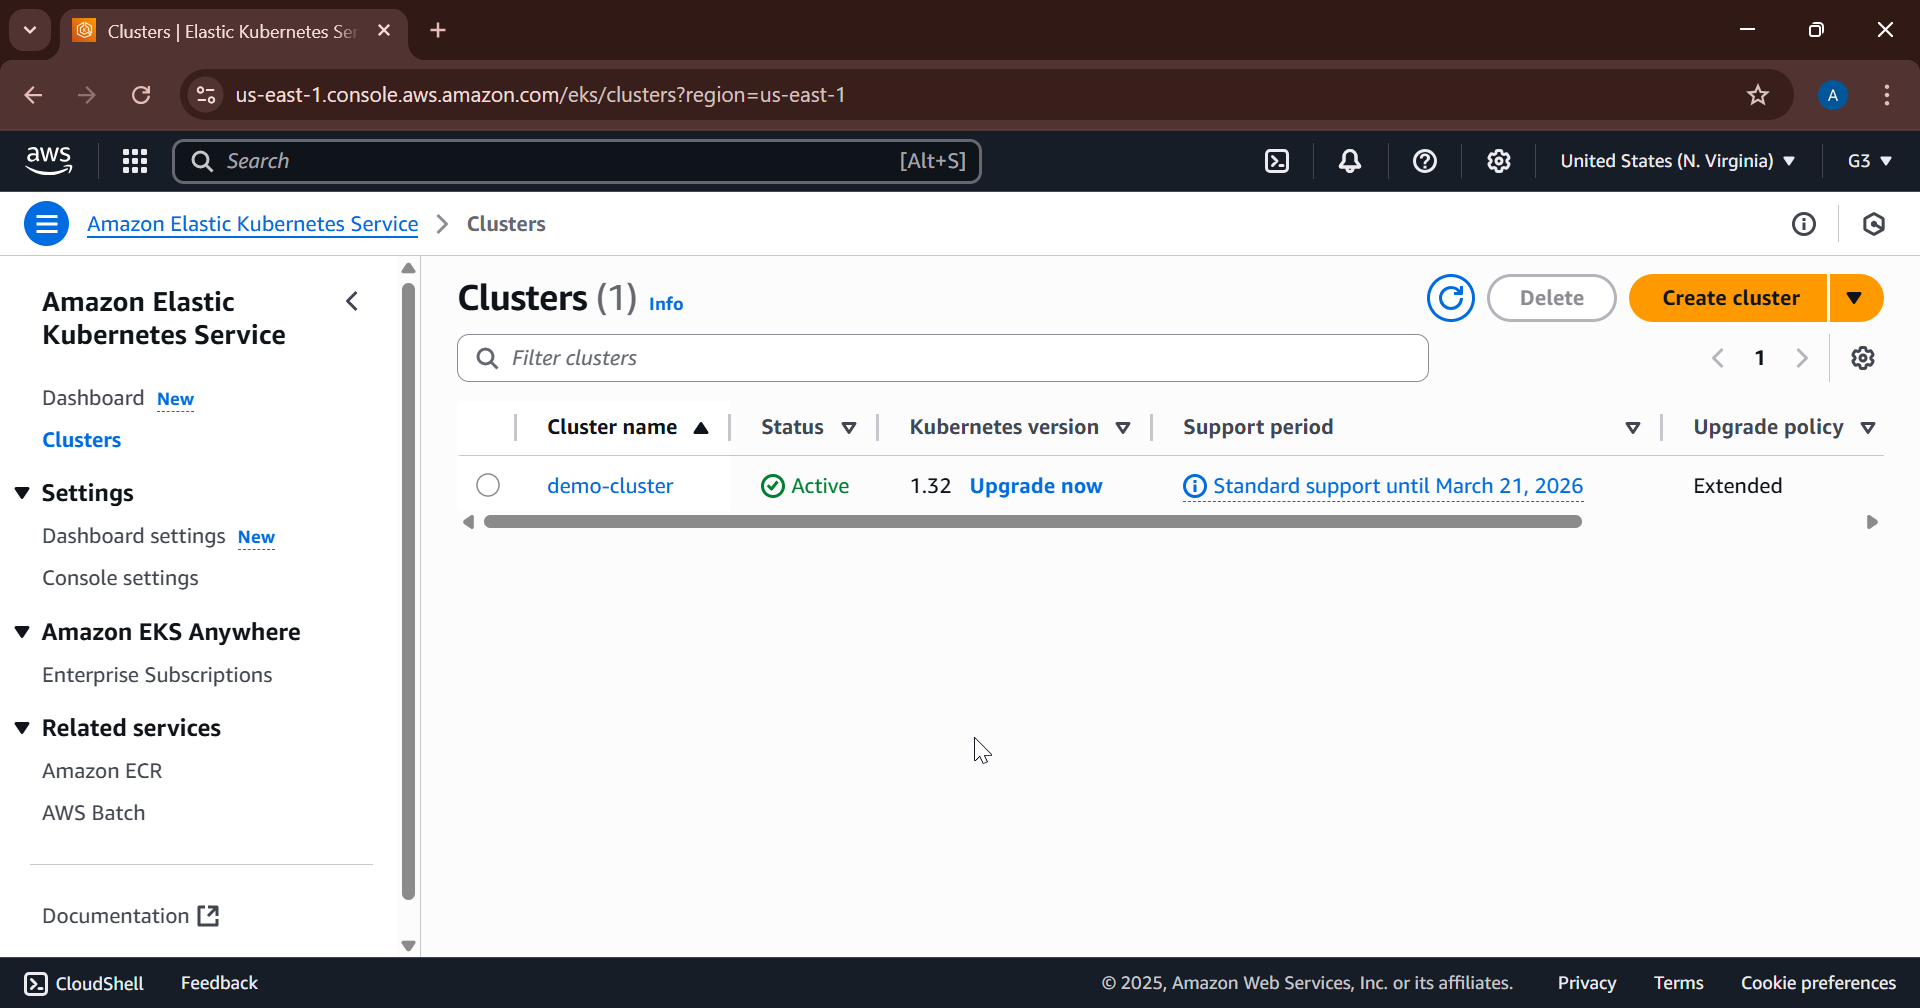 Clusters | Elastic Kubernetes Ser
us-east-1.console.aws.amazon.com/eks/clusters?region=us-east-1
A
aws
Search [Alt+S]
United States (N. Virginia)
G3
Amazon Elastic Kubernetes Service > Clusters
Amazon Elastic
Kubernetes Service
Dashboard New
Clusters
Settings
Dashboard settings New
Console settings
Amazon EKS Anywhere
Enterprise Subscriptions
Related services
Amazon ECR
AWS Batch
Documentation
Clusters (1) Info
Delete
Create cluster
Filter clusters
1
Cluster name Status Kubernetes version Support period Upgrade policy
demo-cluster Active 1.32 Upgrade now Standard support until March 21, 2026 Extended
CloudShell Feedback © 2025, Amazon Web Services, Inc. or its affiliates. Privacy Terms Cookie preferences